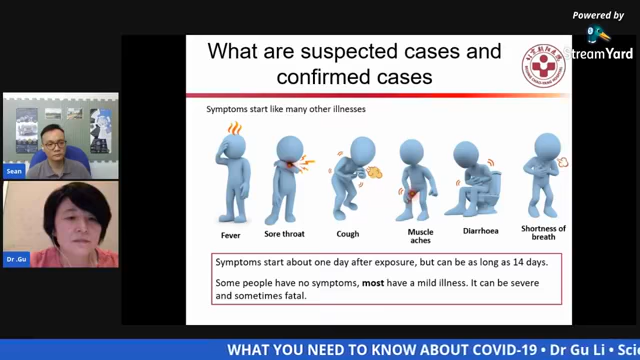 Powered by
StreamYard
What are suspected cases and
confirmed cases
Symptoms start like many other illnesses
Fever
Sore throat
Cough
Muscle
aches
Diarrhoea
Shortness of
breath
Symptoms start about one day after exposure, but can be as long as 14 days.
Some people have no symptoms, most have a mild illness. It can be severe
and sometimes fatal.
Sean
Dr .Gu
WHAT YOU NEED TO KNOW ABOUT COVID-19 • Dr Gu Li • Scie